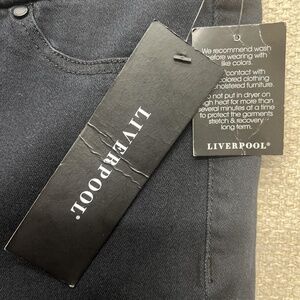 LIVERPOOL®
We recommend wash
before wearing with
like colors.
contact with
colored clothing
upholstered furniture.
not put in dryer on
high heat for more than
several minutes at a time
to protect the garments
stretch & recovery
long term.
LIVERPOOL®